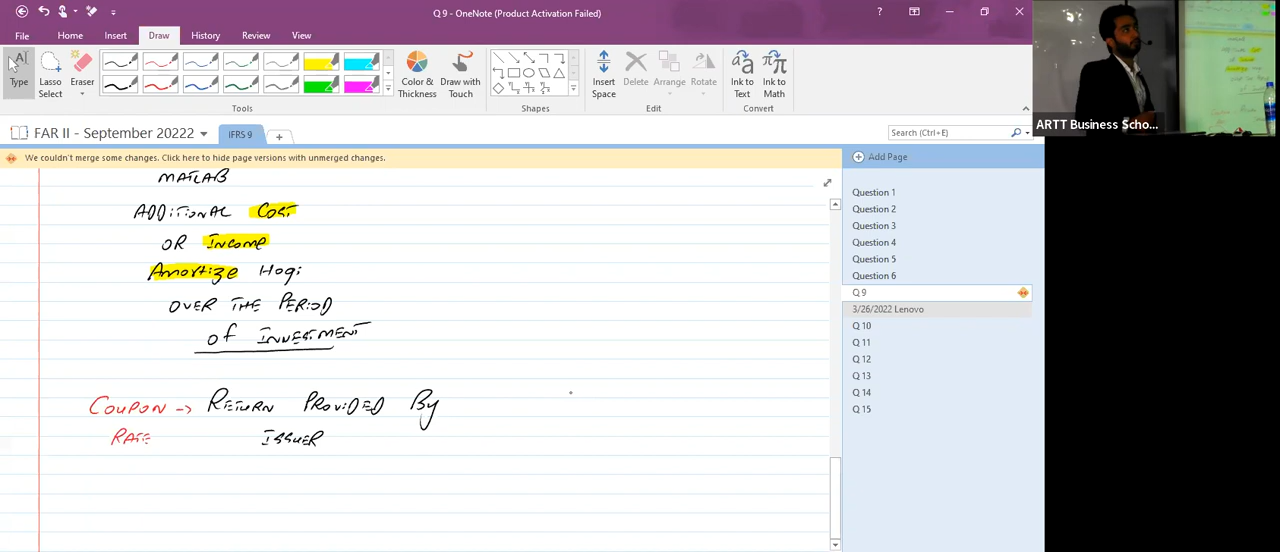 Q 9 - OneNote (Product Activation Failed)
File Home Insert Draw History Review View
Type
Lasso Select
Eraser
Tools
Color & Thickness
Draw with Touch
Shapes
Insert Space
Delete
Arrange
Rotate
Edit
Ink to Text
Ink to Math
Convert
ARTT Business Scho...
FAR II - September 20222
IFRS 9
Search (Ctrl+E)
We couldn't merge some changes. Click here to hide page versions with unmerged changes.
MATLAB
ADDITIONAL COST
OR INCOME
Amortize Hogi
OVER THE PERIOD
of INVESTMENT
COUPON -> RETURN PROVIDED By
RATE ISSUER
Add Page
Question 1
Question 2
Question 3
Question 4
Question 5
Question 6
Q 9
3/26/2022 Lenovo
Q 10
Q 11
Q 12
Q 13
Q 14
Q 15